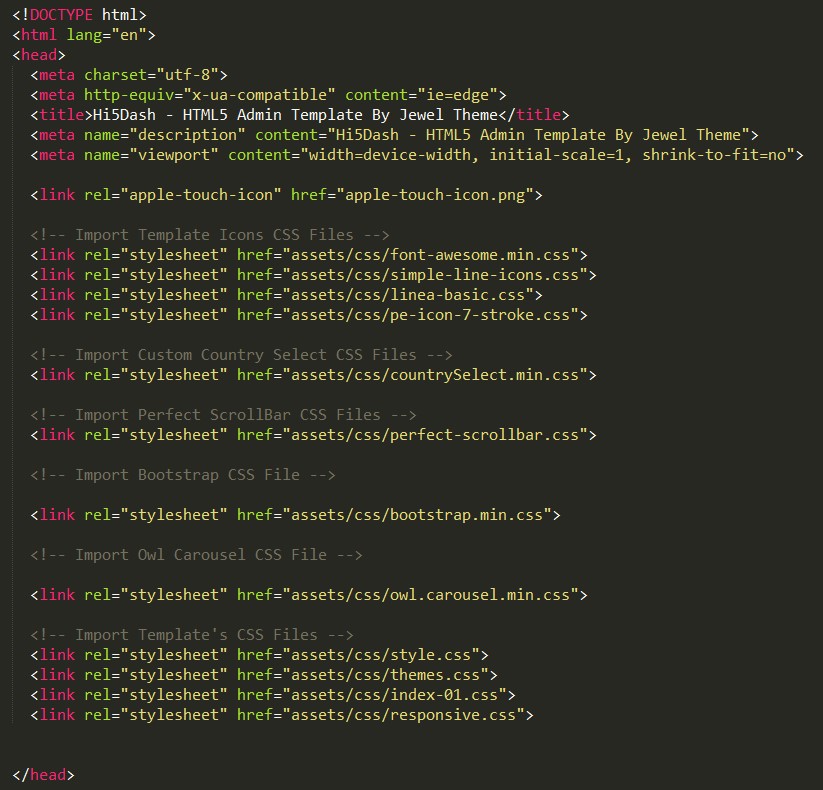 <!DOCTYPE html>
<html lang="en">
<head>
<meta charset="utf-8">
<meta http-equiv="x-ua-compatible" content="ie=edge">
<title>Hi5Dash - HTML5 Admin Template By Jewel Theme</title>
<meta name="description" content="Hi5Dash - HTML5 Admin Template By Jewel Theme">
<meta name="viewport" content="width=device-width, initial-scale=1, shrink-to-fit=no">
<link rel="apple-touch-icon" href="apple-touch-icon.png">
<!-- Import Template Icons CSS Files -->
<link rel="stylesheet" href="assets/css/font-awesome.min.css">
<link rel="stylesheet" href="assets/css/simple-line-icons.css">
<link rel="stylesheet" href="assets/css/linea-basic.css">
<link rel="stylesheet" href="assets/css/pe-icon-7-stroke.css">
<!-- Import Custom Country Select CSS Files -->
<link rel="stylesheet" href="assets/css/countrySelect.min.css">
<!-- Import Perfect ScrollBar CSS Files -->
<link rel="stylesheet" href="assets/css/perfect-scrollbar.css">
<!-- Import Bootstrap CSS File -->
<link rel="stylesheet" href="assets/css/bootstrap.min.css">
<!-- Import Owl Carousel CSS File -->
<link rel="stylesheet" href="assets/css/owl.carousel.min.css">
<!-- Import Template's CSS Files -->
<link rel="stylesheet" href="assets/css/style.css">
<link rel="stylesheet" href="assets/css/themes.css">
<link rel="stylesheet" href="assets/css/index-01.css">
<link rel="stylesheet" href="assets/css/responsive.css">
</head>